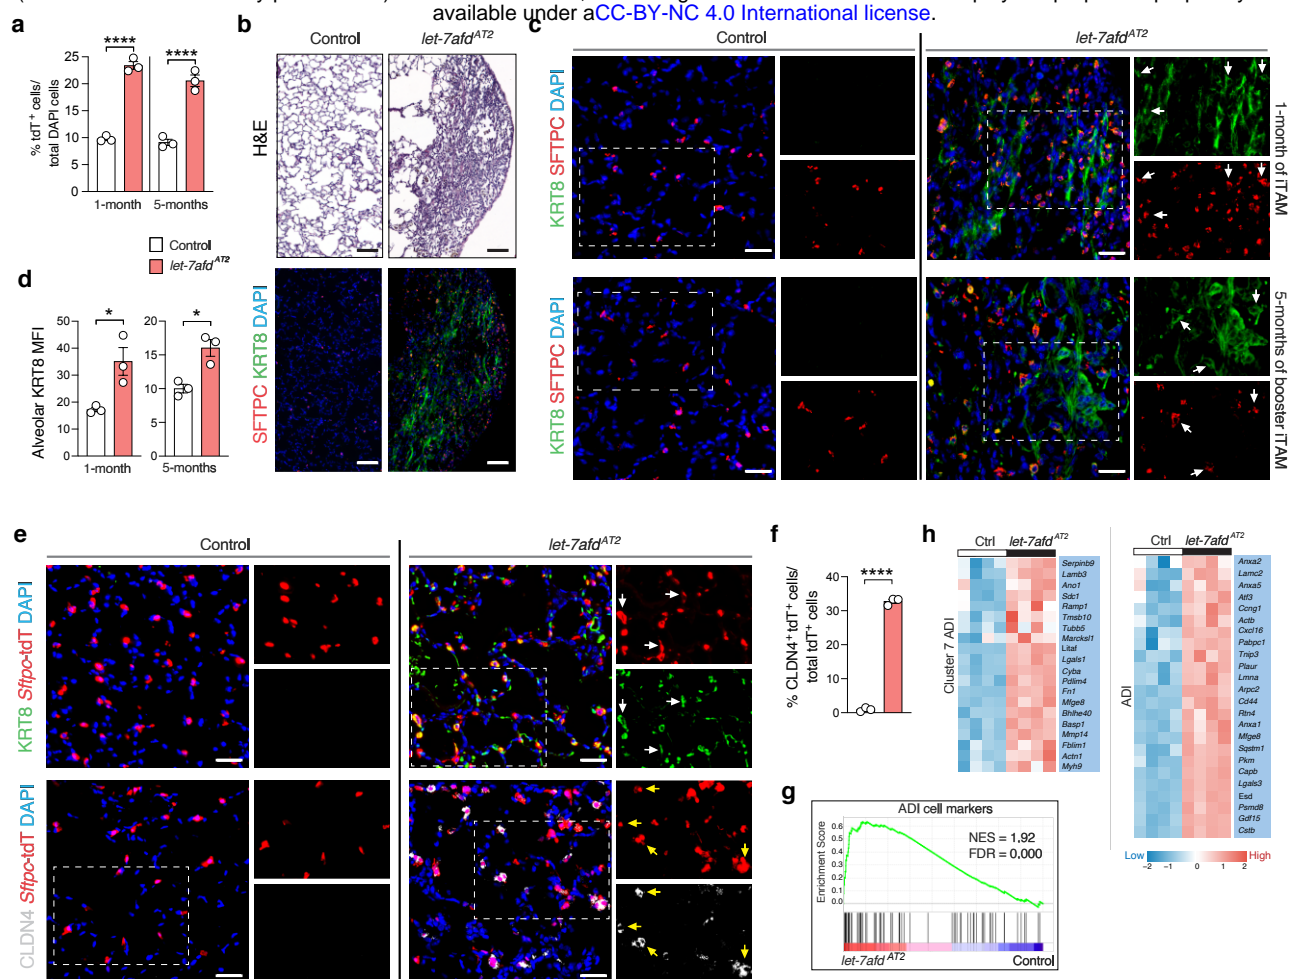 available under aCC-BY-NC 4.0 International license.
a
% tdT+ cells/
total DAPI cells
25
20
15
10
5
0
****
****
1-month
5-months
Control
let-7afdAT2
b
Control
let-7afdAT2
H&E
SFTPC KRT8 DAPI
c
Control
let-7afdAT2
KRT8 SFTPC DAPI
KRT8 SFTPC DAPI
1-month of iTAM
5-months of booster iTAM
d
Alveolar KRT8 MFI
50
40
30
20
10
0
*
1-month
20
15
10
5
0
*
5-months
e
Control
let-7afdAT2
KRT8 Sftpc-tdT DAPI
CLDN4 Sftpc-tdT DAPI
f
% CLDN4+ tdT+ cells/
total tdT+ cells
40
30
20
10
0
****
g
ADI cell markers
Enrichment Score
0.6
0.5
0.4
0.3
0.2
0.1
0.0
NES = 1.92
FDR = 0.000
let-7afd AT2
Control
h
Ctrl
let-7afd AT2
Cluster 7 ADI
Serpinb9
Lamb3
Ano1
Sdc1
Ramp1
Tmsb10
Tubb5
Marcksl1
Litaf
Lgals1
Cyba
Pdlim4
Fn1
Mfge8
Bhlhe40
Basp1
Mmp14
Fblim1
Actn1
Myh9
Ctrl
let-7afd AT2
ADI
Anxa2
Lamc2
Anxa5
Atf3
Ccng1
Actb
Cxcl16
Pabpc1
Tnip3
Plaur
Lmna
Arpc2
Cd44
Rtn4
Anxa1
Mfge8
Sqstm1
Pkm
Capb
Lgals3
Esd
Psmd8
Gdf15
Cstb
Low
High
-2
-1
0
1
2